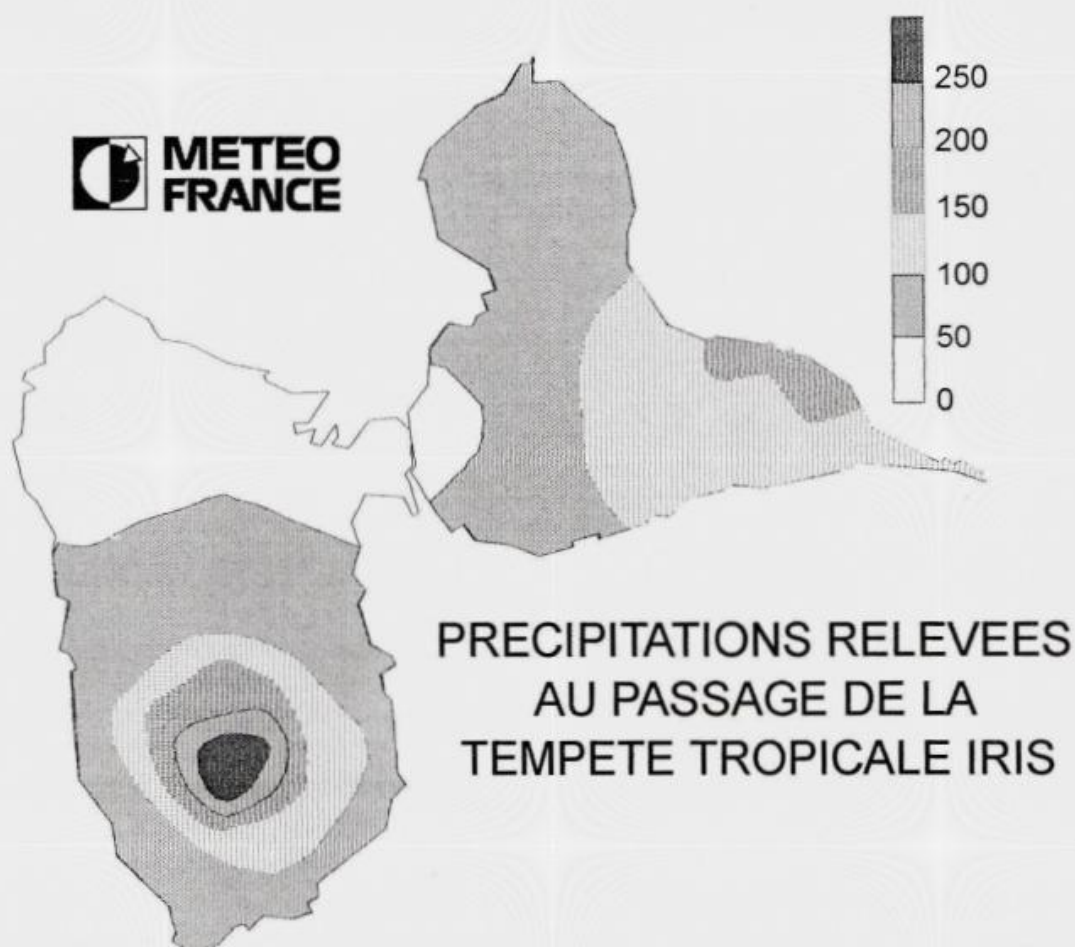 METEO
FRANCE
250
200
150
100
50
0
PRECIPITATIONS RELEVEES
AU PASSAGE DE LA
TEMPETE TROPICALE IRIS